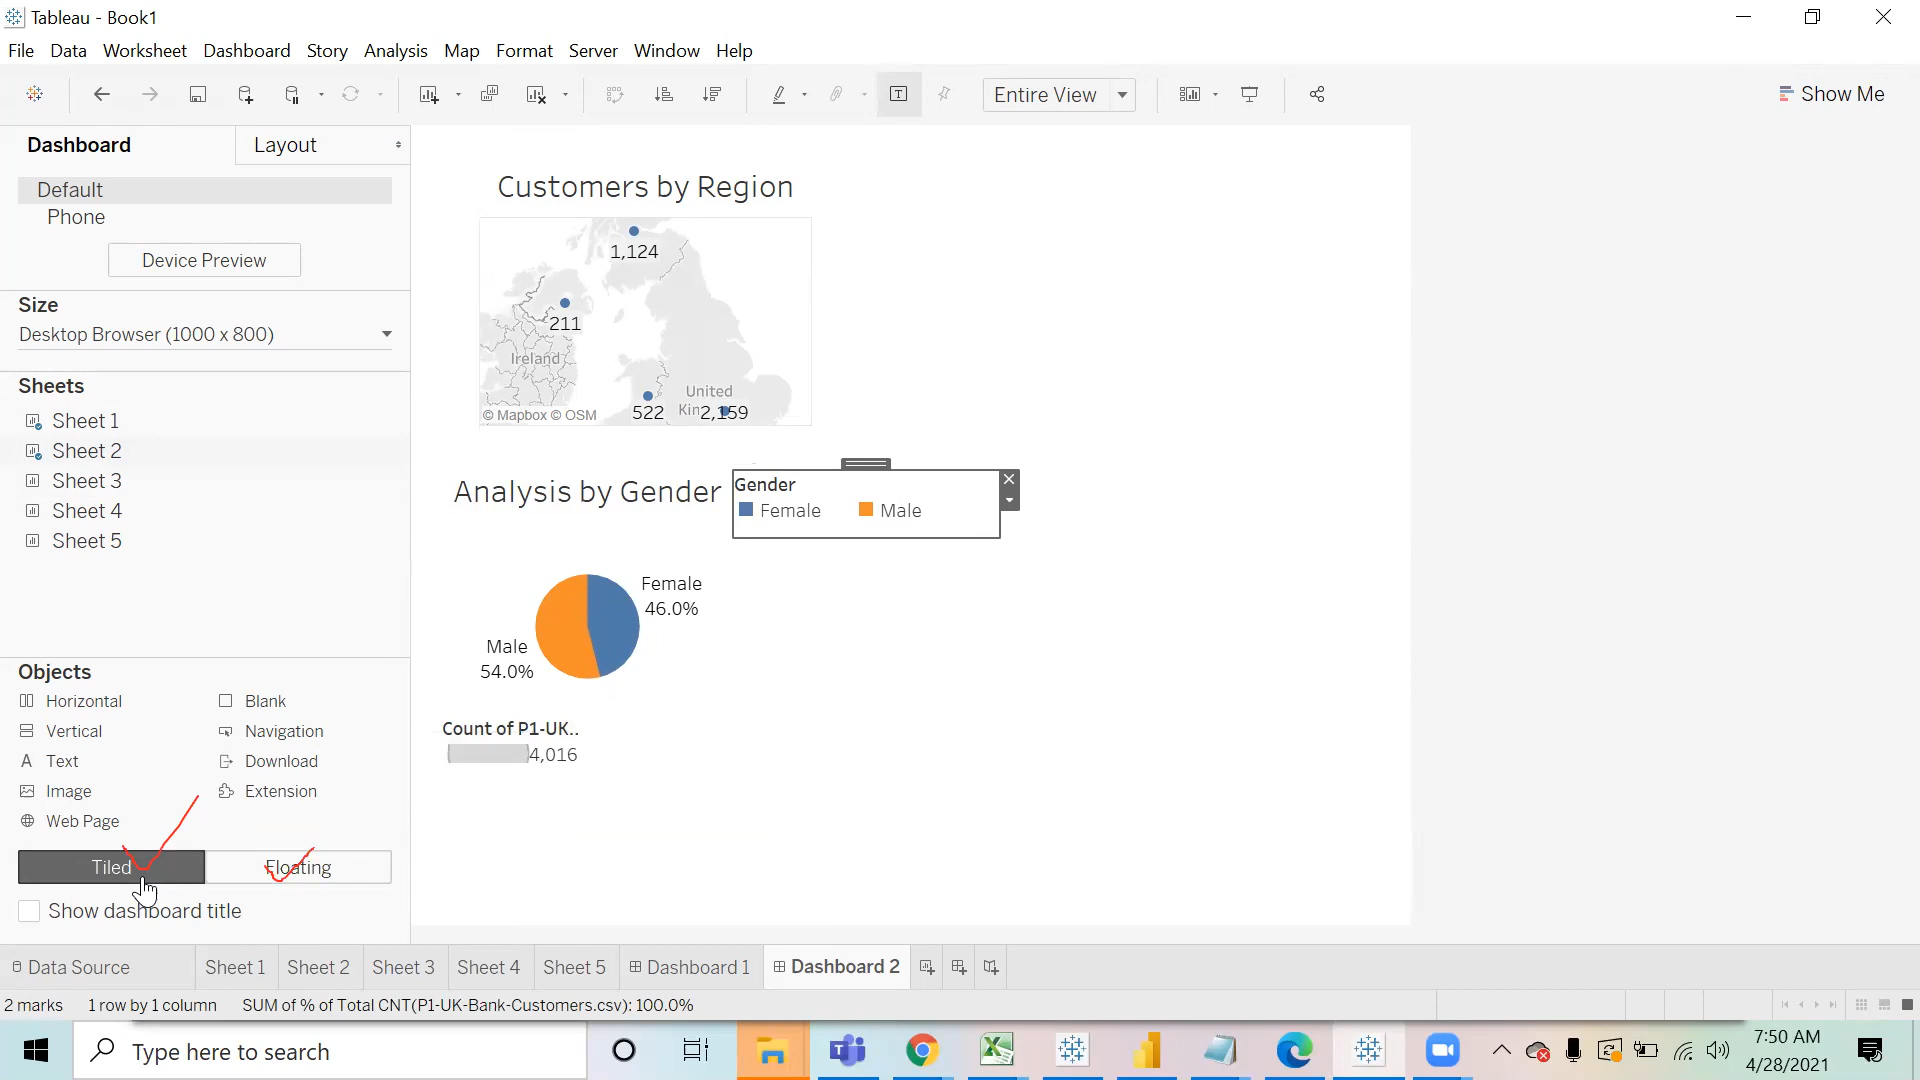 Tableau - Book1
File Data Worksheet Dashboard Story Analysis Map Format Server Window Help
Entire View
Show Me
Dashboard Layout
Default
Phone
Device Preview
Size
Desktop Browser (1000 x 800)
Sheets
Sheet 1
Sheet 2
Sheet 3
Sheet 4
Sheet 5
Objects
Horizontal Blank
Vertical Navigation
Text Download
Image Extension
Web Page
Tiled Floating
Show dashboard title
Customers by Region
1,124
211
Ireland
United
Kin 2,159
522
© Mapbox © OSM
Analysis by Gender
Gender
Female Male
Female
46.0%
Male
54.0%
Count of P1-UK..
4,016
Data Source Sheet 1 Sheet 2 Sheet 3 Sheet 4 Sheet 5 Dashboard 1 Dashboard 2
2 marks 1 row by 1 column SUM of % of Total CNT(P1-UK-Bank-Customers.csv): 100.0%
Type here to search
7:50 AM
4/28/2021